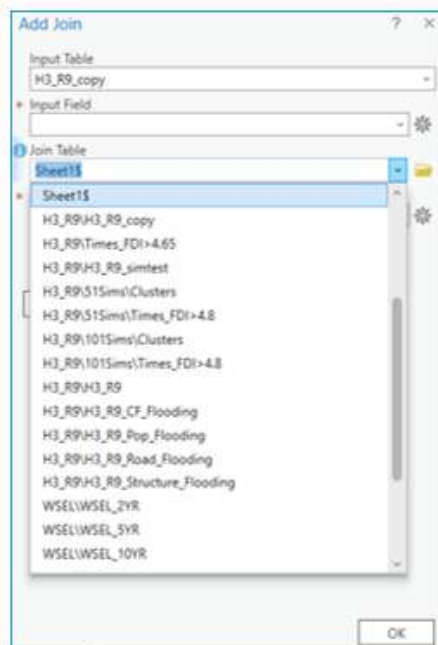 Add Join ? ×
Input Table
H3_R9_copy
* Input Field
Join Table
Sheet1$
* Sheet1$
H3_R9\H3_R9_copy
H3_R9\Times_FDI>4.65
H3_R9\H3_R9_simtest
H3_R9\51Sims\Clusters
H3_R9\51Sims\Times_FDI>4.8
H3_R9\101Sims\Clusters
H3_R9\101Sims\Times_FDI>4.8
H3_R9\H3_R9
H3_R9\H3_R9_CF_Flooding
H3_R9\H3_R9_Pop_Flooding
H3_R9\H3_R9_Road_Flooding
H3_R9\H3_R9_Structure_Flooding
WSEL\WSEL_2YR
WSEL\WSEL_5YR
WSEL\WSEL_10YR
OK